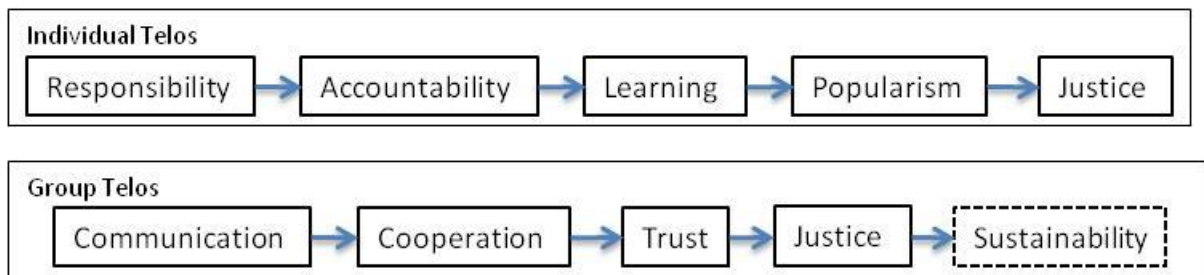 Individual Telos
Responsibility Accountability Learning Popularism Justice
Group Telos
Communication Cooperation Trust Justice Sustainability